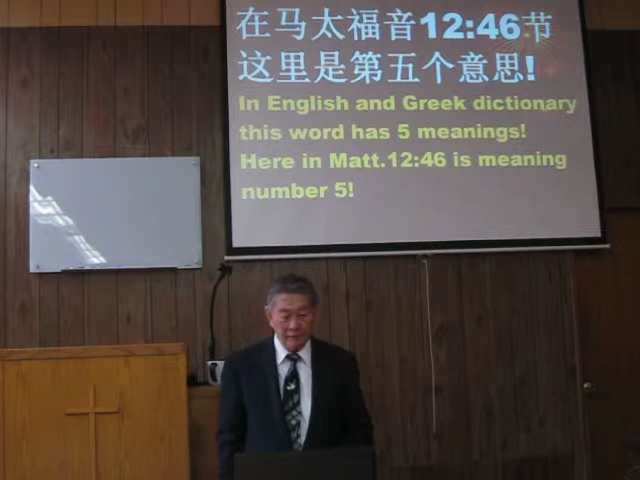 在马太福音12:46节
这里是第五个意思!
In English and Greek dictionary
this word has 5 meanings!
Here in Matt.12:46 is meaning
number 5!